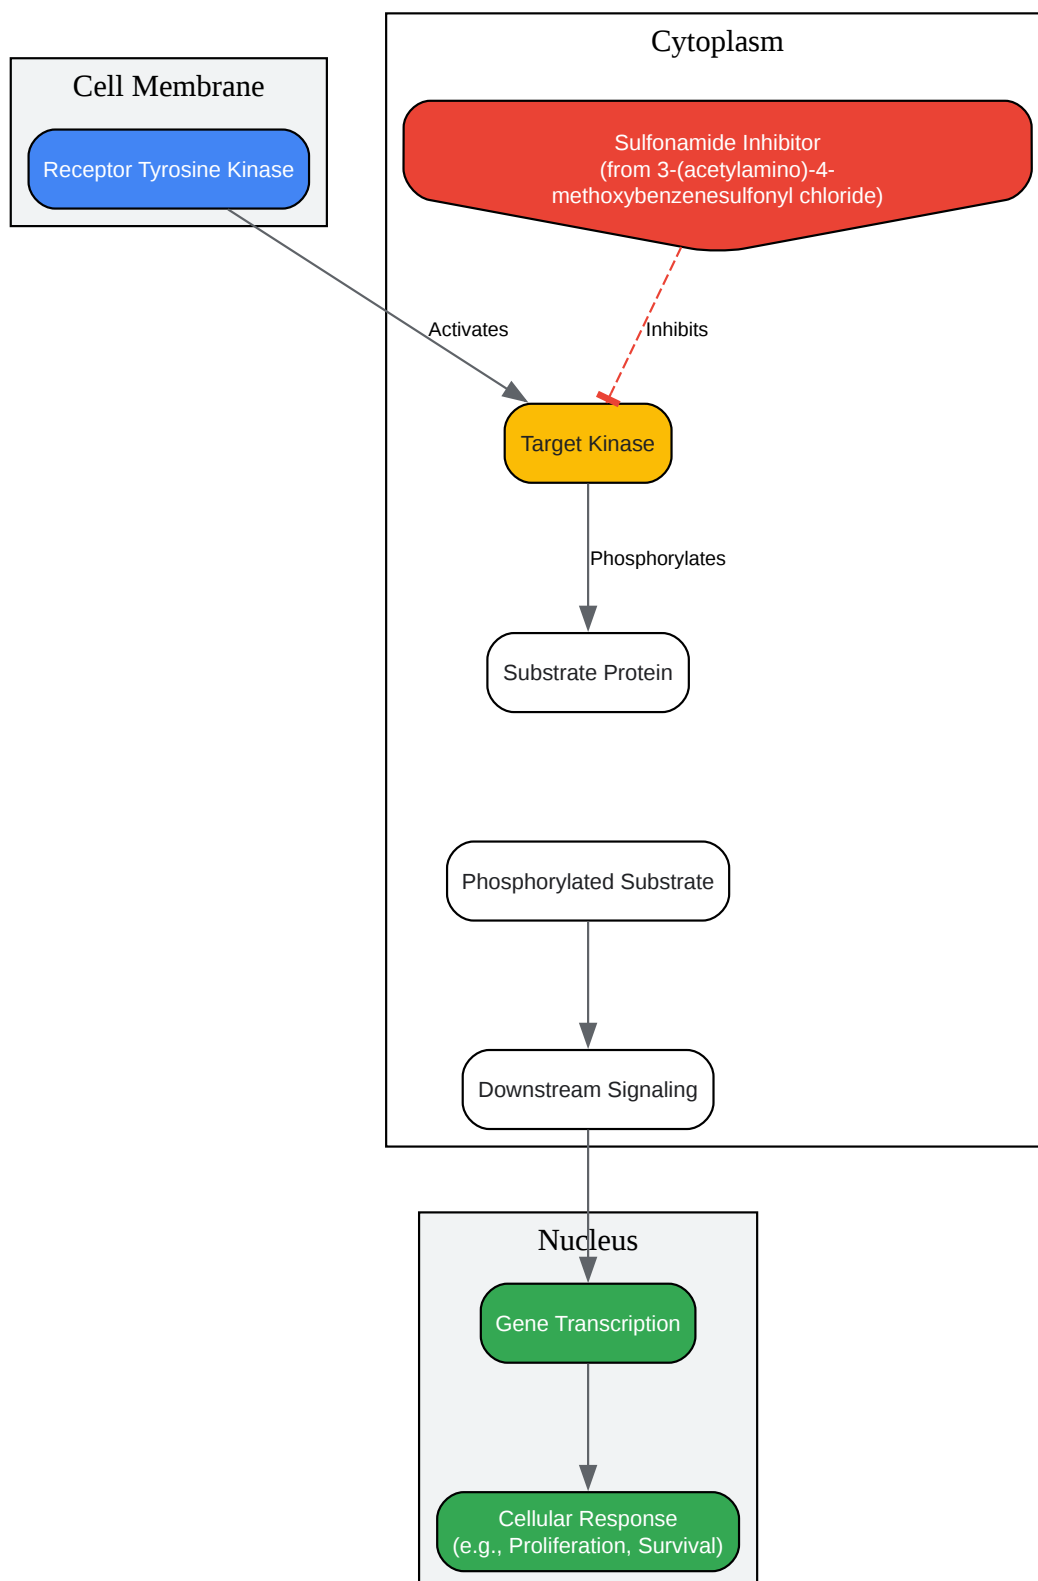 Cytoplasm
Cell Membrane
Receptor Tyrosine Kinase
Sulfonamide Inhibitor
(from 3-(acetylamino)-4-
methoxybenzenesulfonyl chloride)
Activates
Inhibits
Target Kinase
Phosphorylates
Substrate Protein
Phosphorylated Substrate
Downstream Signaling
Nucleus
Gene Transcription
Cellular Response
(e.g., Proliferation, Survival)